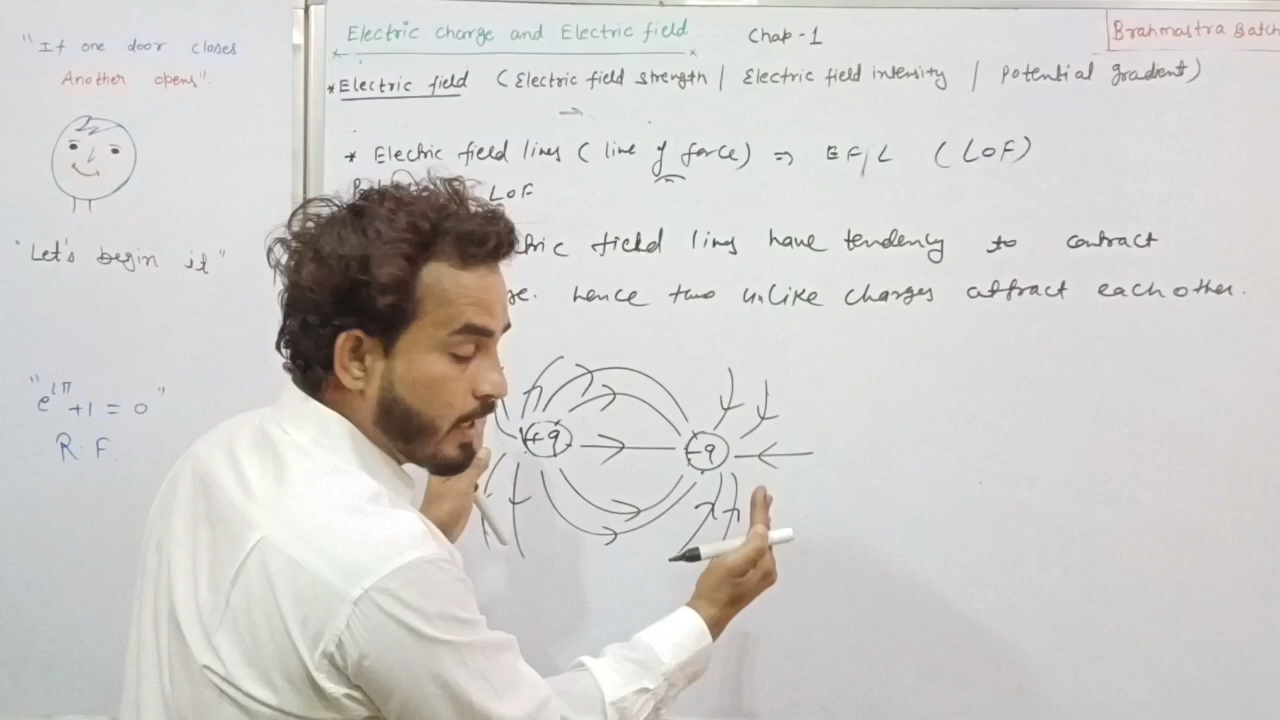 "If one door closes
Another opens".
"Let's begin it"
"e^iπ +1 = 0"
R. F.
Electric charge and Electric field Chap-1
Brahmastra Batch
* Electric field (Electric field strength | Electric field intensity | Potential gradient)
* Electric field lines (line of force) ⇒ EF/L (LOF)
LOF
field lines have tendency to contract
hence two unlike charges attract each other.
+q
-q